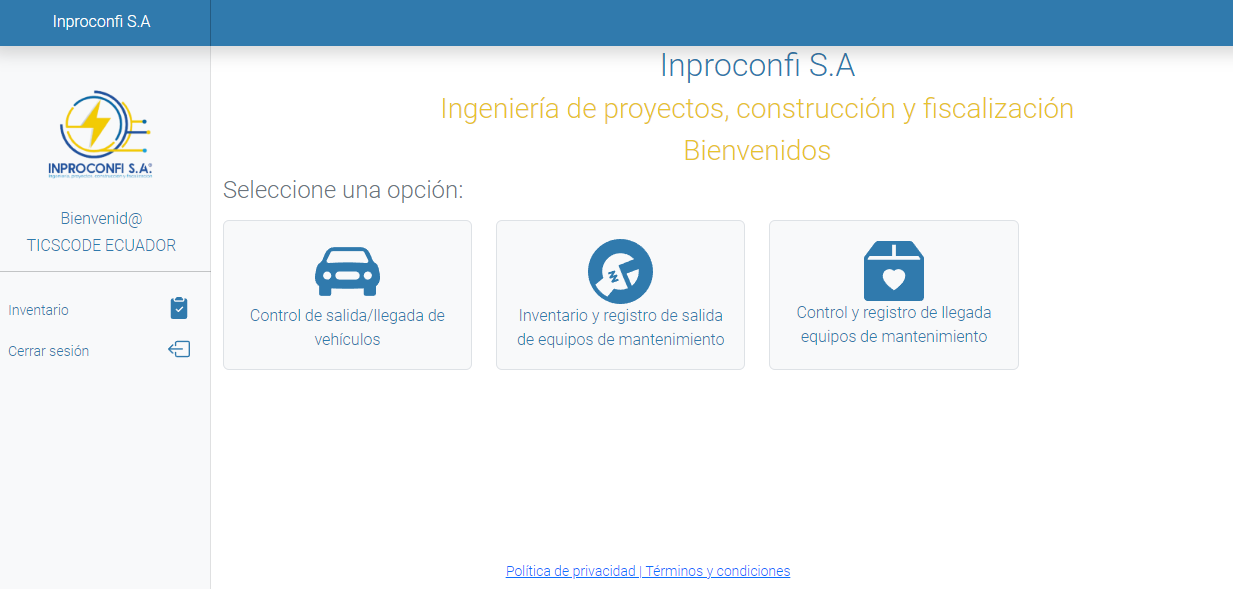 Inproconfi S.A
Inproconfi S.A
Ingeniería de proyectos, construcción y fiscalización
Bienvenidos
INPROCONFI S.A.
Bienvenid@
TICSCODE ECUADOR
Inventario
Cerrar sesión
Seleccione una opción:
Control de salida/llegada de
vehículos
Inventario y registro de salida
de equipos de mantenimiento
Control y registro de llegada
equipos de mantenimiento
Política de privacidad | Términos y condiciones